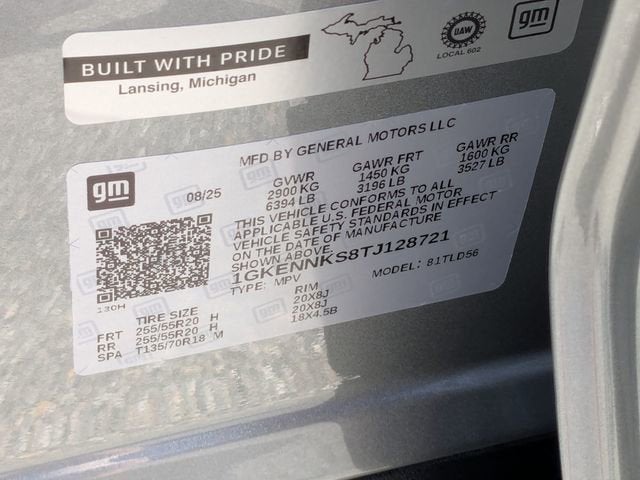 BUILT WITH PRIDE
Lansing, Michigan
UAW
LOCAL 602
gm
gm
08/25
MFD BY GENERAL MOTORS LLC
GVWR GAWR FRT GAWR RR
2900 KG 1450 KG 1600 KG
6394 LB 3196 LB 3527 LB
THIS VEHICLE CONFORMS TO ALL
APPLICABLE U.S. FEDERAL MOTOR
VEHICLE SAFETY STANDARDS IN EFFECT
ON THE DATE OF MANUFACTURE
SHOWN ABOVE.
1GKENNKS8TJ128721
TYPE: MPV MODEL: 81TLD56
130H
TIRE SIZE RIM
FRT 255/55R20 H 20X8J
RR 255/55R20 H 20X8J
SPA T135/70R18 M 18X4.5B